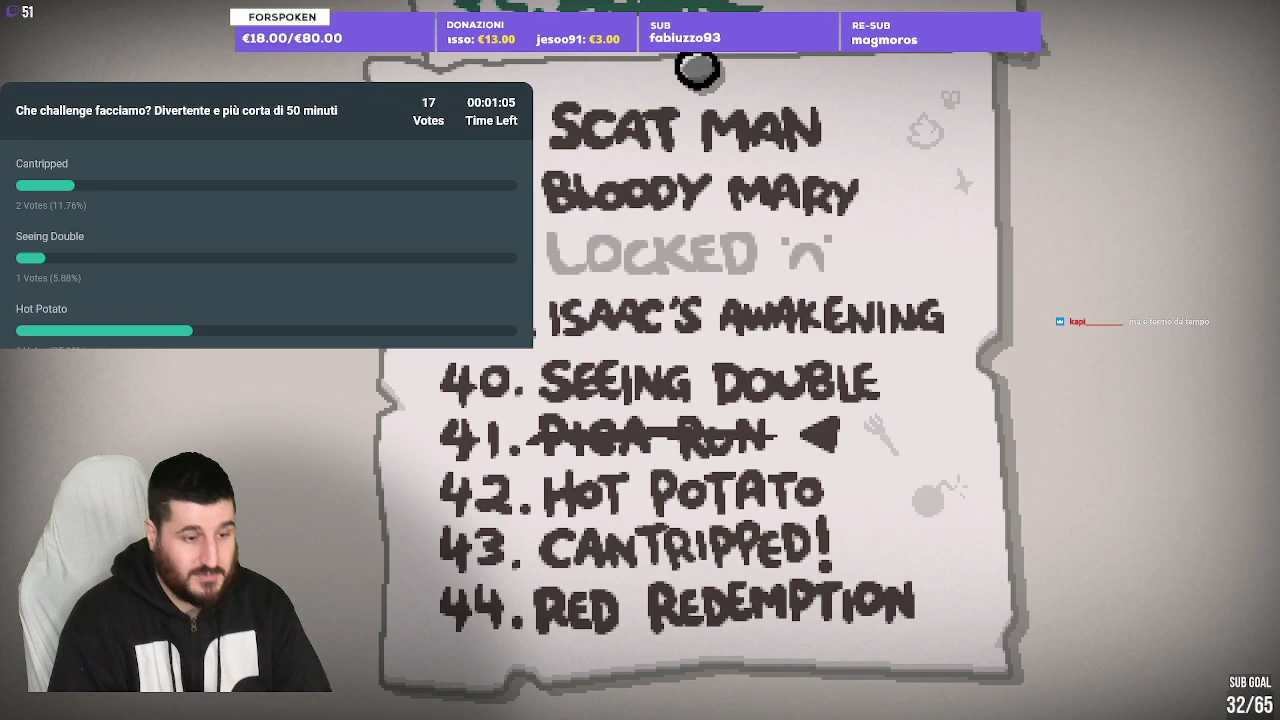 51
FORSPOKEN
€18.00/€80.00
DONAZIONI
asso: €13.00 jesoo91: €3.00
SUB
fabiuzzo93
RE-SUB
magmoros
Che challenge facciamo? Divertente e più corta di 50 minuti
17
Votes
00:01:05
Time Left
Cantripped
2 Votes (11.76%)
Seeing Double
1 Votes (5.88%)
Hot Potato
SCAT MAN
BLOODY MARY
LOCKED :n:
ISAAC'S AWAKENING
40. SEEING DOUBLE
41. PICA RUN
42. HOT POTATO
43. CANTRIPPED!
44. RED REDEMPTION
kapi________ ma è fermo da tempo
SUB GOAL
32/65